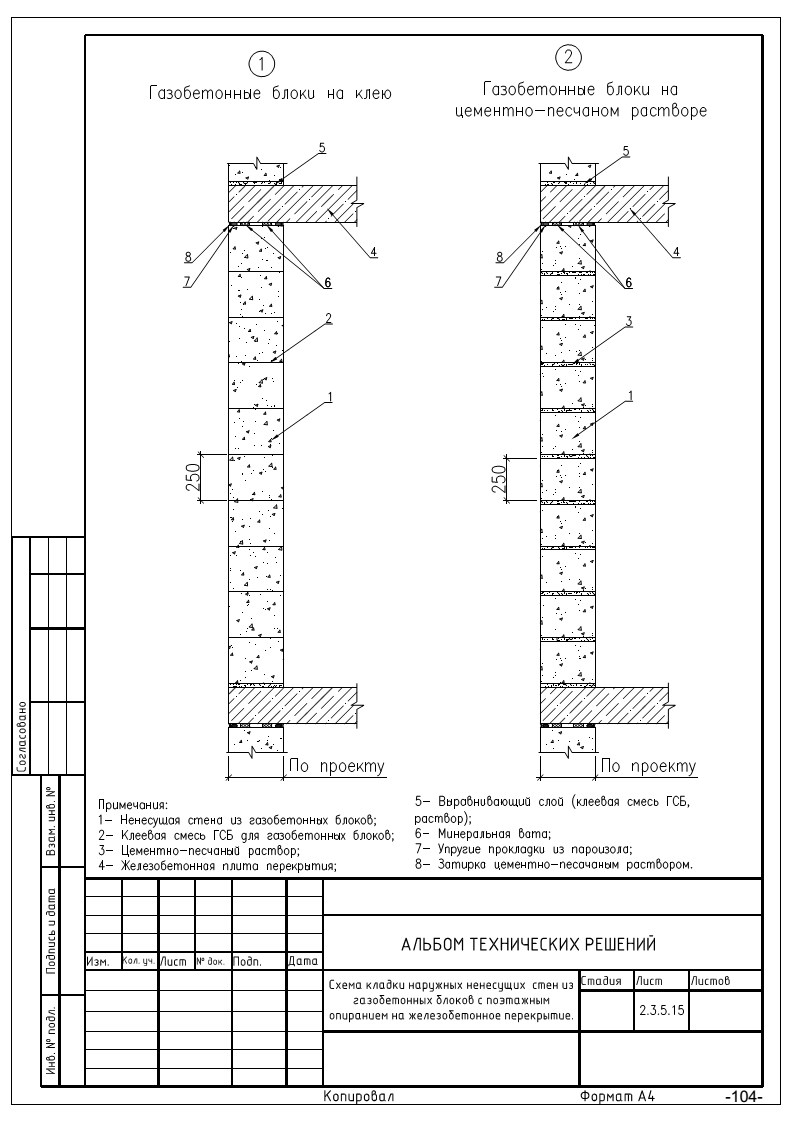 1
Газобетонные блоки на клею
5
4
8
7
6
2
1
250
По проекту
2
Газобетонные блоки на
цементно-песчаном растворе
5
4
8
7
6
3
1
250
По проекту
Примечания:
1- Ненесущая стена из газобетонных блоков;
2- Клеевая смесь ГСБ для газобетонных блоков;
3- Цементно-песчаный раствор;
4- Железобетонная плита перекрытия;
5- Выравнивающий слой (клеевая смесь ГСБ,
раствор);
6- Минеральная вата;
7- Упругие прокладки из пароизола;
8- Затирка цементно-песачаным раствором.
Согласовано
Взам. инв. №
Подпись и дата
Инв. № подл.
Изм. Кол. уч. Лист № док. Подп. Дата
АЛЬБОМ ТЕХНИЧЕСКИХ РЕШЕНИЙ
Схема кладки наружных ненесущих стен из
газобетонных блоков с поэтажным
опиранием на железобетонное перекрытие.
Стадия Лист Листов
2.3.5.15
Копировал
Формат А4
-104-